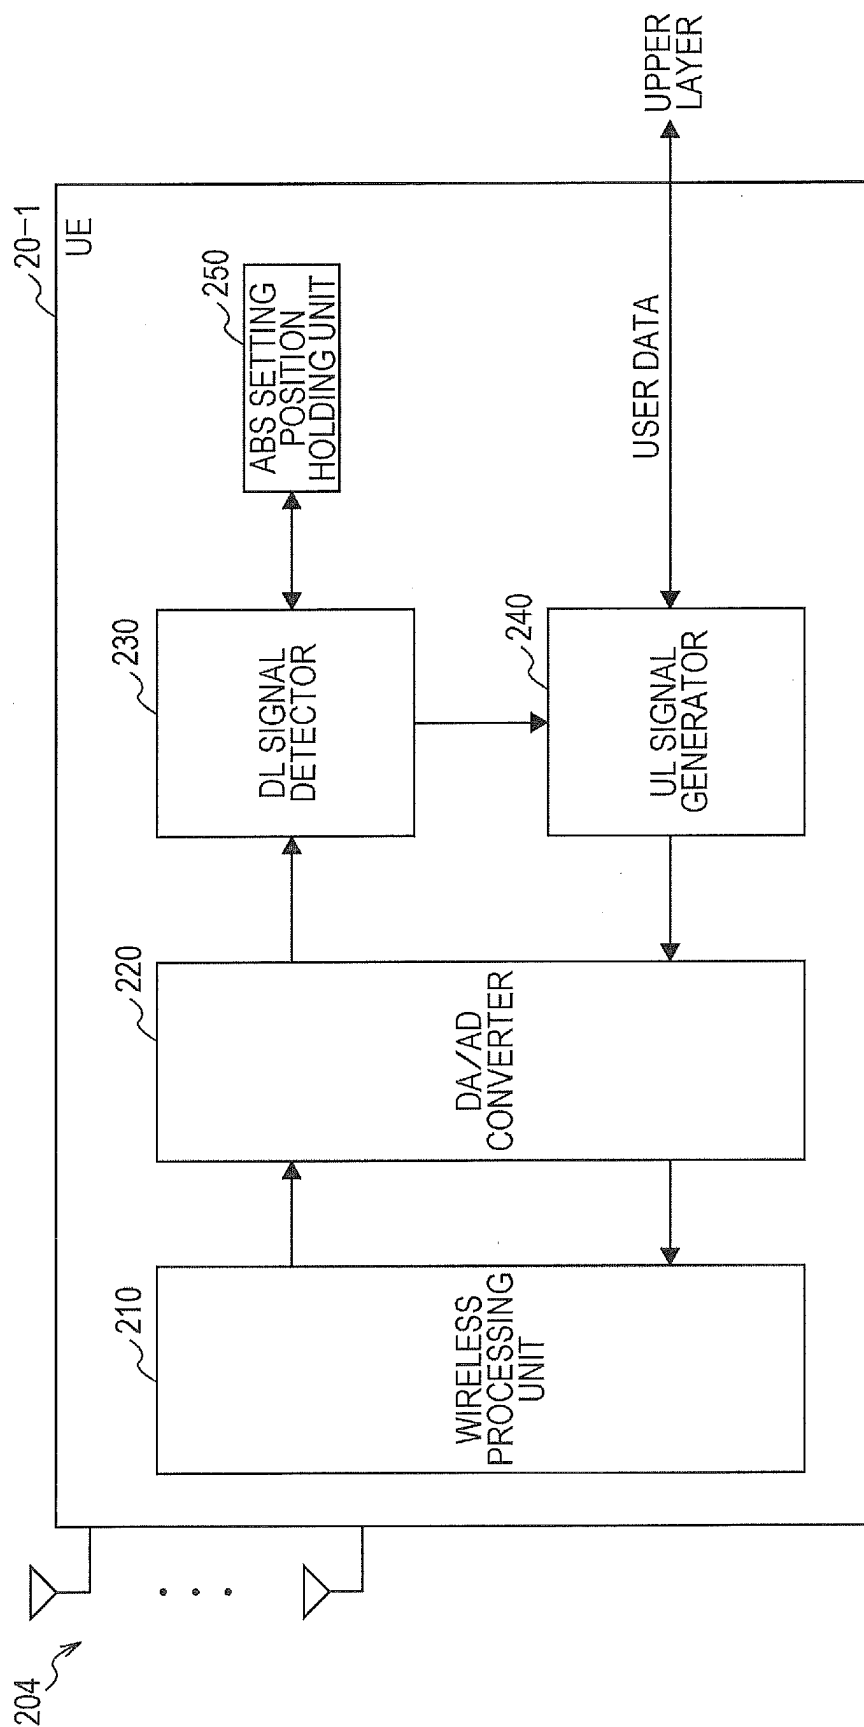 20-1
UE
204
210
WIRELESS
PROCESSING
UNIT
220
DA/AD
CONVERTER
230
DL SIGNAL
DETECTOR
250
ABS SETTING
POSITION
HOLDING UNIT
240
UL SIGNAL
GENERATOR
USER DATA
UPPER
LAYER